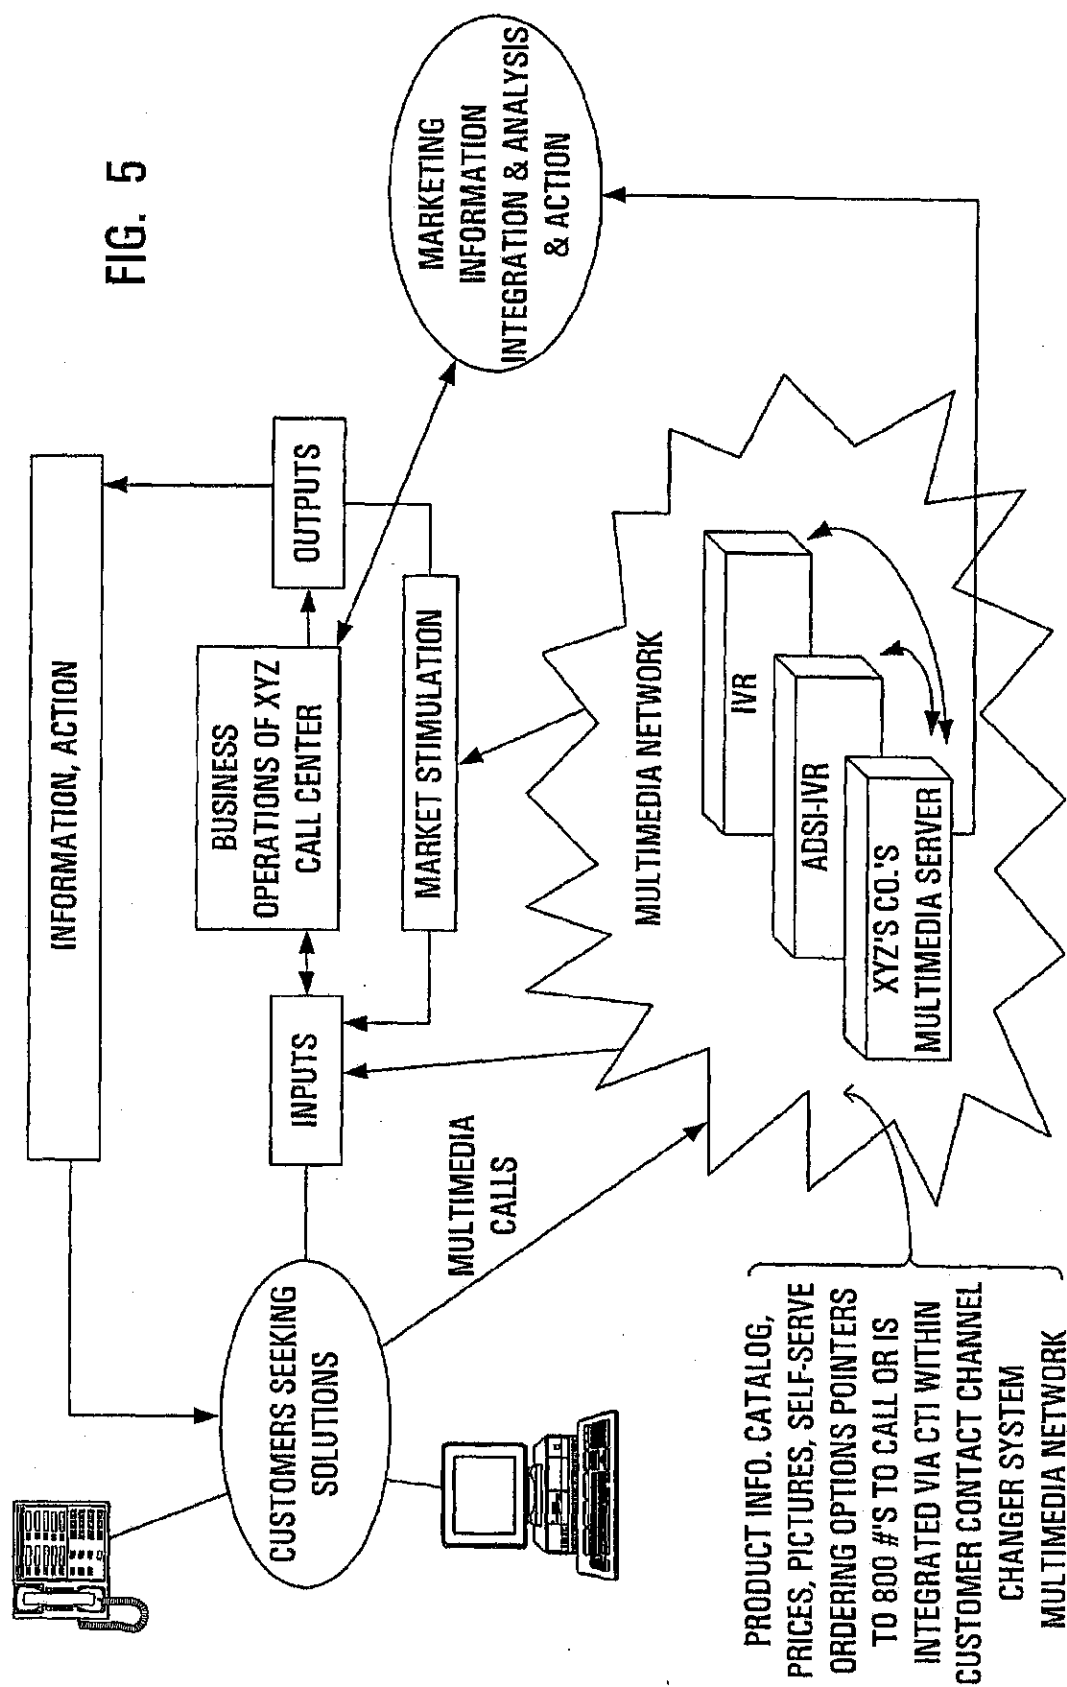 FIG. 5
INFORMATION, ACTION
BUSINESS
OPERATIONS OF XYZ
CALL CENTER
OUTPUTS
INPUTS
MARKET STIMULATION
MARKETING
INFORMATION
INTEGRATION & ANALYSIS
& ACTION
CUSTOMERS SEEKING
SOLUTIONS
MULTIMEDIA
CALLS
MULTIMEDIA NETWORK
IVR
ADSI-IVR
XYZ'S CO.'S
MULTIMEDIA SERVER
PRODUCT INFO. CATALOG,
PRICES, PICTURES, SELF-SERVE
ORDERING OPTIONS POINTERS
TO 800 #'S TO CALL OR IS
INTEGRATED VIA CTI WITHIN
CUSTOMER CONTACT CHANNEL
CHANGER SYSTEM
MULTIMEDIA NETWORK